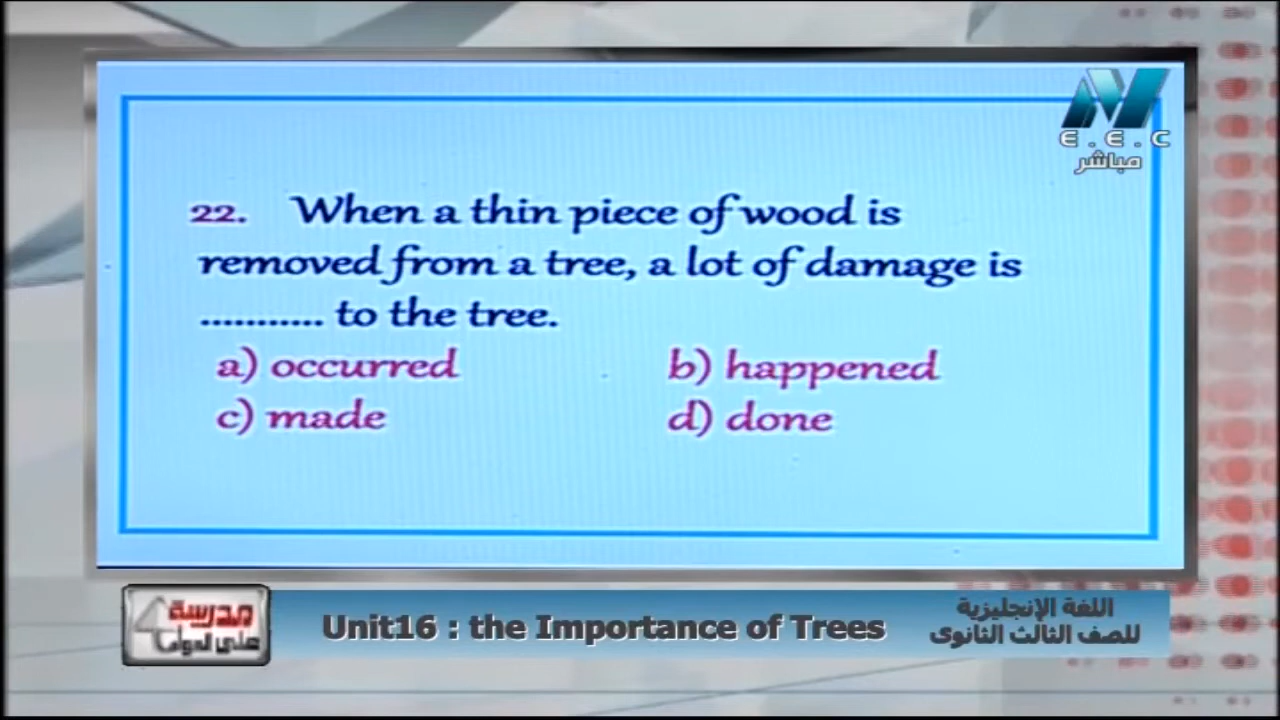 E.E.C
مباشر
22. When a thin piece of wood is
removed from a tree, a lot of damage is
........... to the tree.
a) occurred b) happened
c) made d) done
مدرسة
على الهواء
Unit16 : the Importance of Trees
اللغة الإنجليزية
للصف الثالث الثانوى